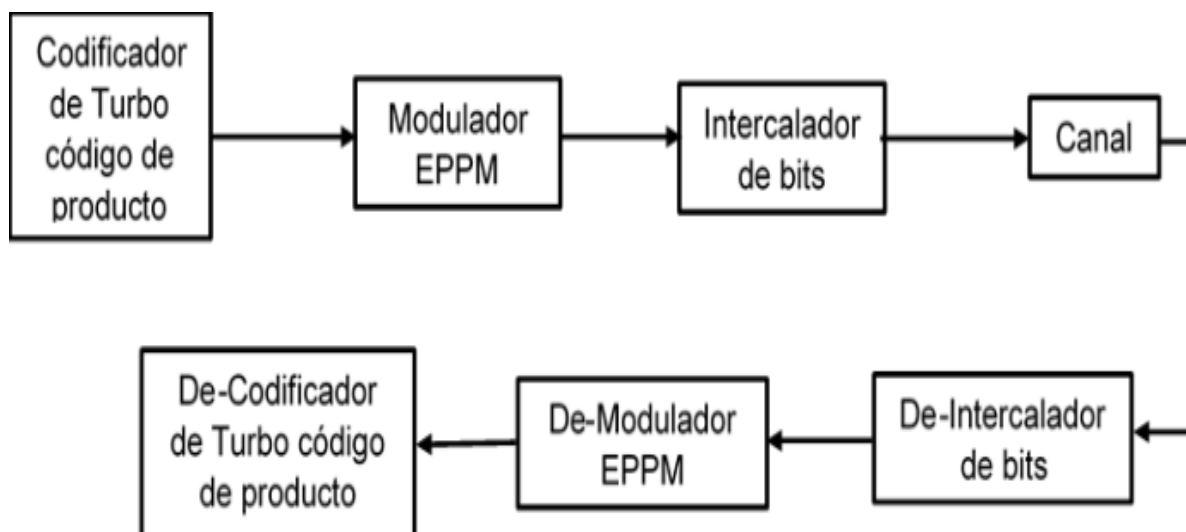 Codificador
de Turbo
código de
producto
Modulador
EPPM
Intercalador
de bits
Canal
De-Codificador
de Turbo código
de producto
De-Modulador
EPPM
De-Intercalador
de bits